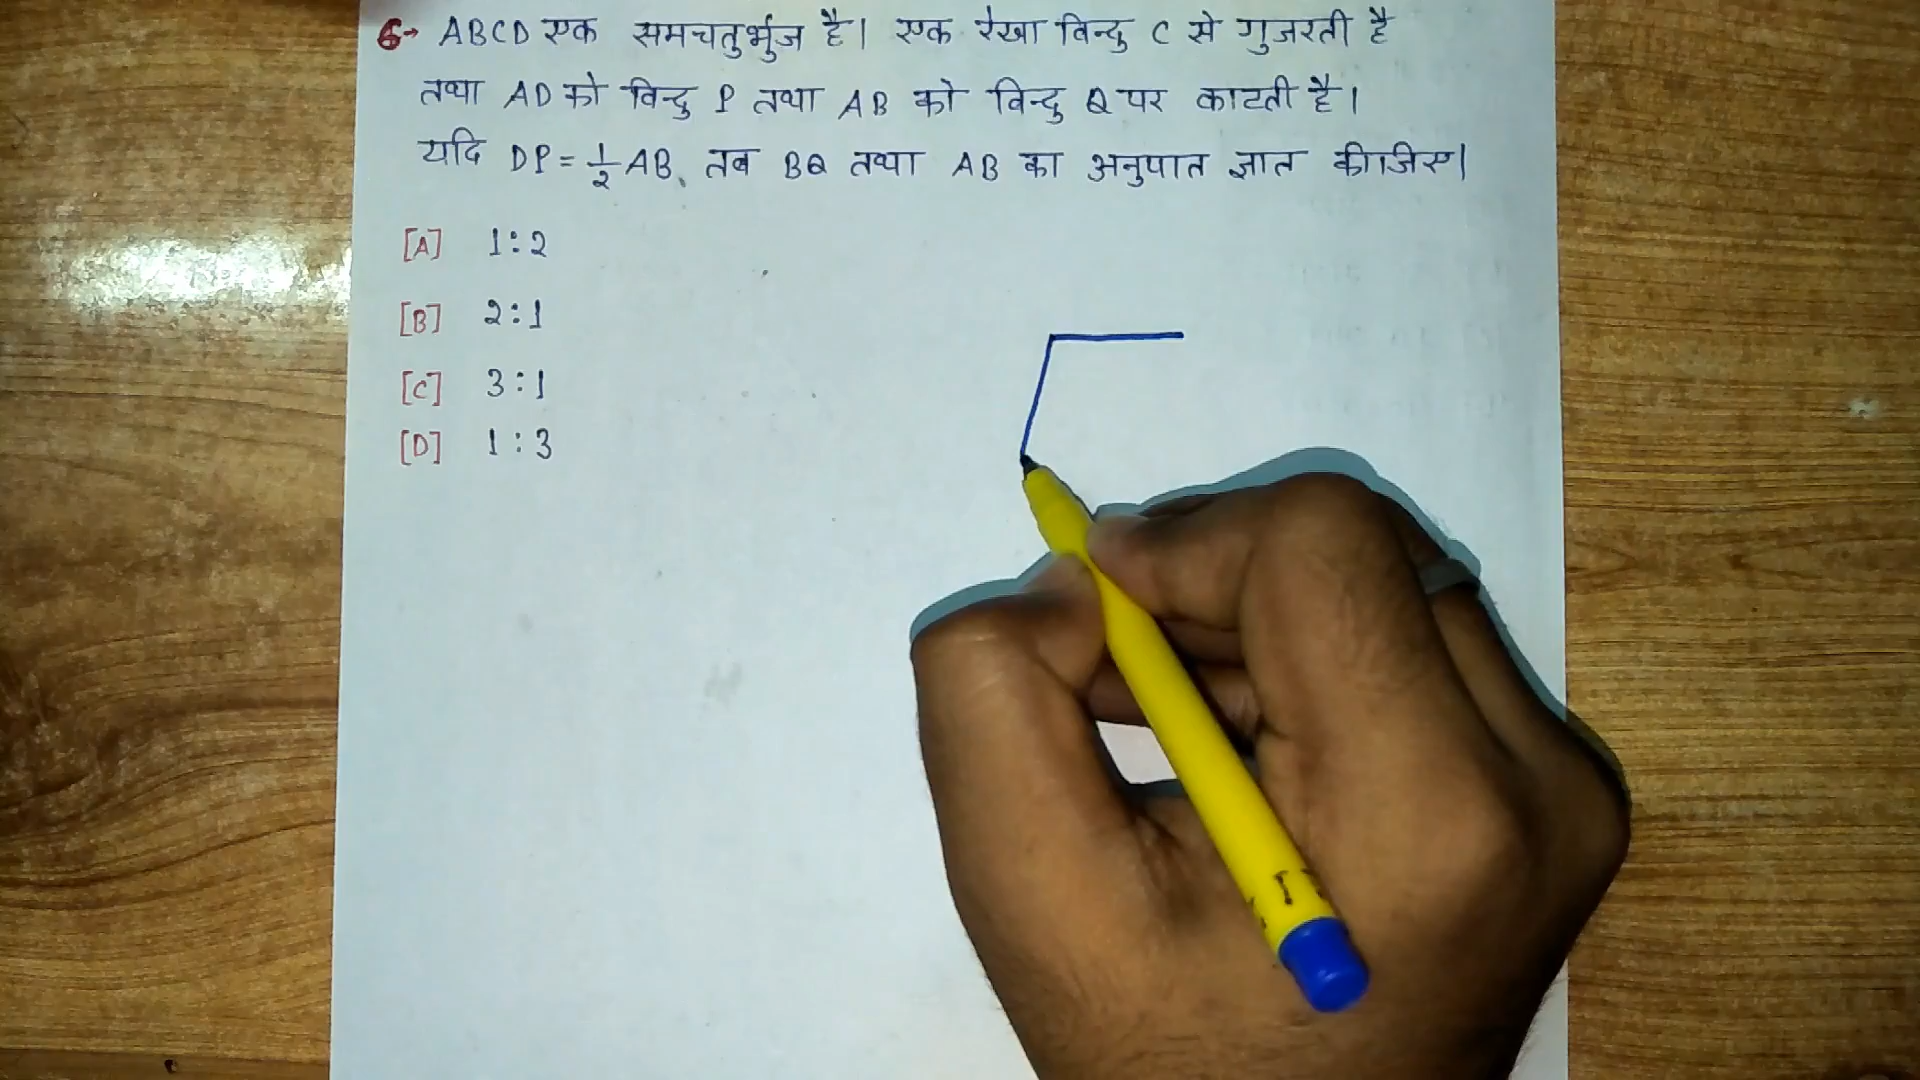 6→ ABCD एक समचतुर्भुज है। एक रेखा विन्दु C से गुजरती है
तथा AD को विन्दु P तथा AB को विन्दु Q पर काटती है।
यदि DP = 1/2 AB, तब BQ तथा AB का अनुपात ज्ञात कीजिए।
[A] 1:2
[B] 2:1
[C] 3:1
[D] 1:3